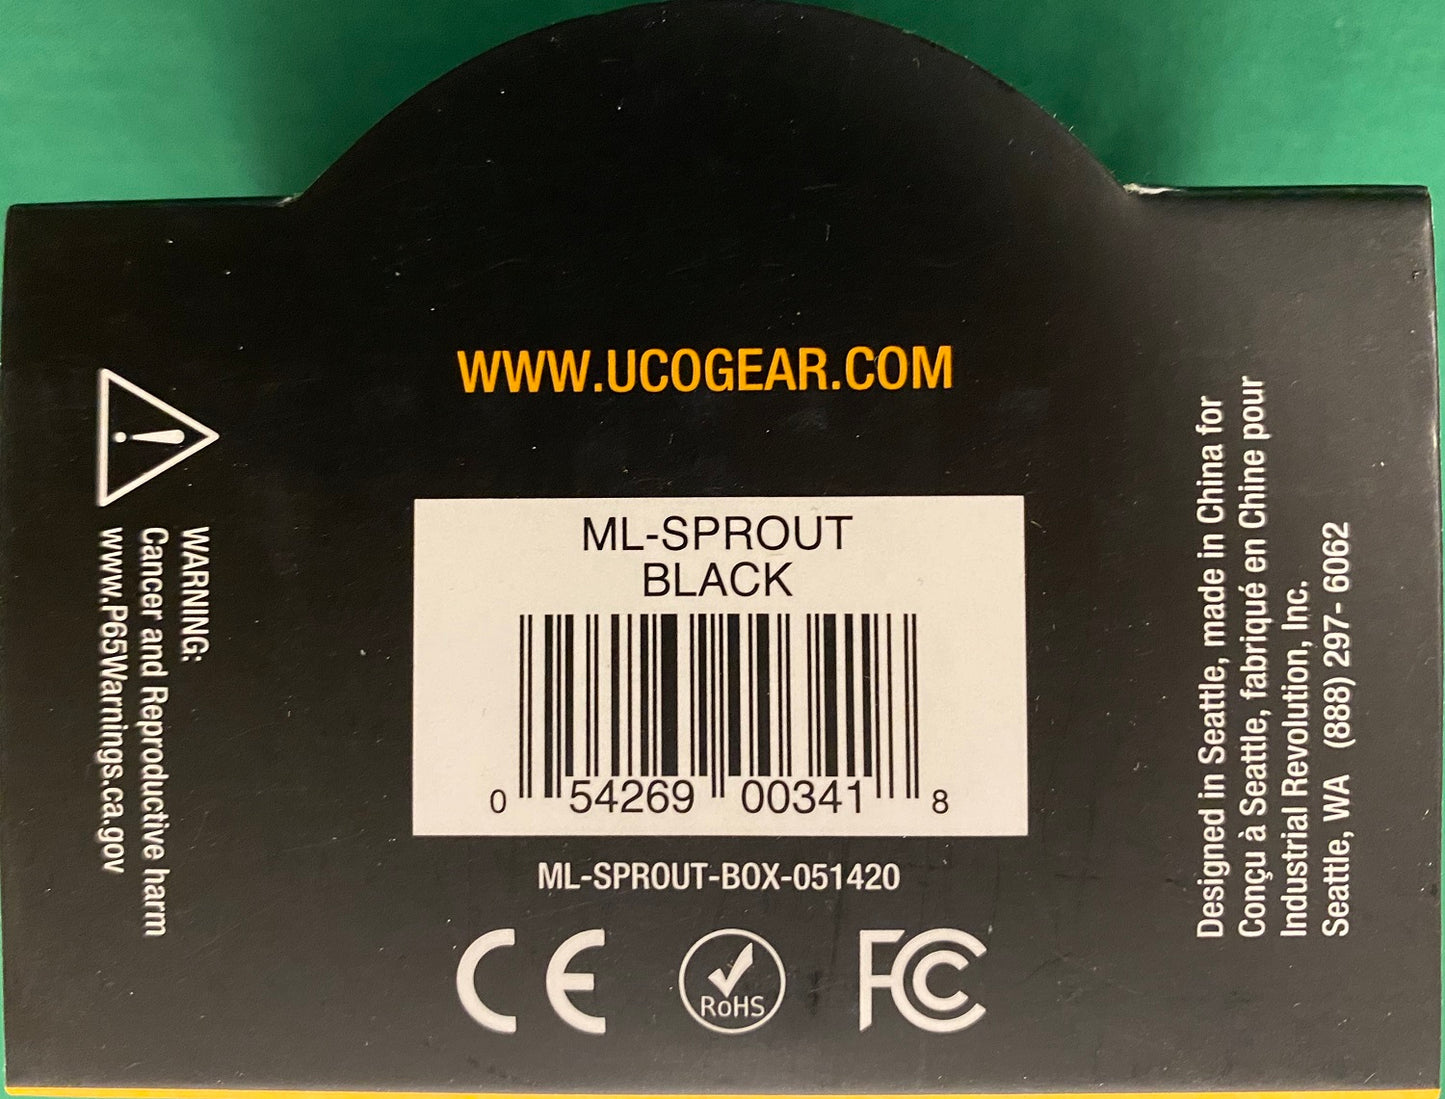 WWW.UCOGEAR.COM
WARNING:
Cancer and Reproductive harm
www.P65Warnings.ca.gov
ML-SPROUT
BLACK
0 54269 00341 8
ML-SPROUT-BOX-051420
CE
RoHS
FC
Designed in Seattle, made in China for
Conçu à Seattle, fabriqué en Chine pour
Industrial Revolution, Inc.
Seattle, WA (888) 297- 6062